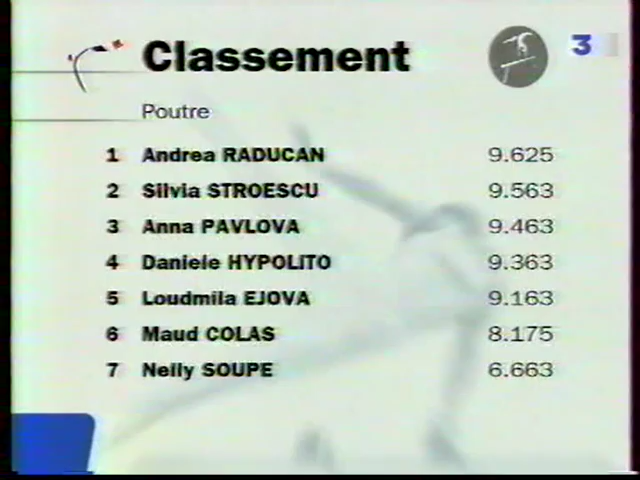 Classement
3
Poutre
1 Andrea RADUCAN 9.625
2 Silvia STROESCU 9.563
3 Anna PAVLOVA 9.463
4 Daniele HYPOLITO 9.363
5 Loudmila EJOVA 9.163
6 Maud COLAS 8.175
7 Nelly SOUPE 6.663